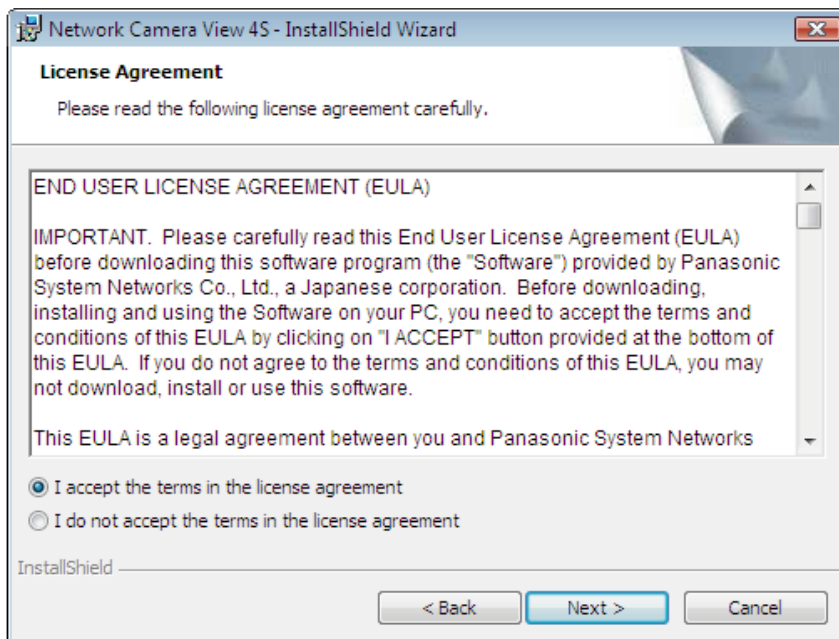 Network Camera View 4S - InstallShield Wizard
License Agreement
Please read the following license agreement carefully.
END USER LICENSE AGREEMENT (EULA)
IMPORTANT.  Please carefully read this End User License Agreement (EULA)
before downloading this software program (the "Software") provided by Panasonic
System Networks Co., Ltd., a Japanese corporation.  Before downloading,
installing and using the Software on your PC, you need to accept the terms and
conditions of this EULA by clicking on "I ACCEPT" button provided at the bottom of
this EULA.  If you do not agree to the terms and conditions of this EULA, you may
not download, install or use this software.
This EULA is a legal agreement between you and Panasonic System Networks
I accept the terms in the license agreement
I do not accept the terms in the license agreement
InstallShield
< Back
Next >
Cancel